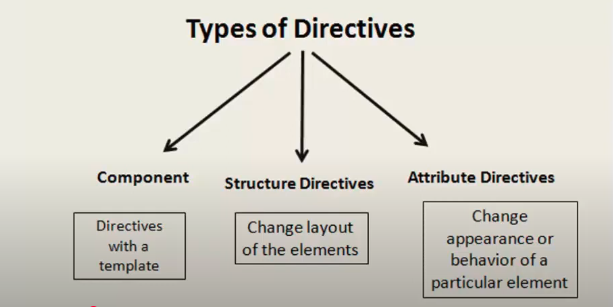 Types of Directives
Component
Structure Directives
Attribute Directives
Directives
with a
template
Change layout
of the elements
Change
appearance or
behavior of a
particular element